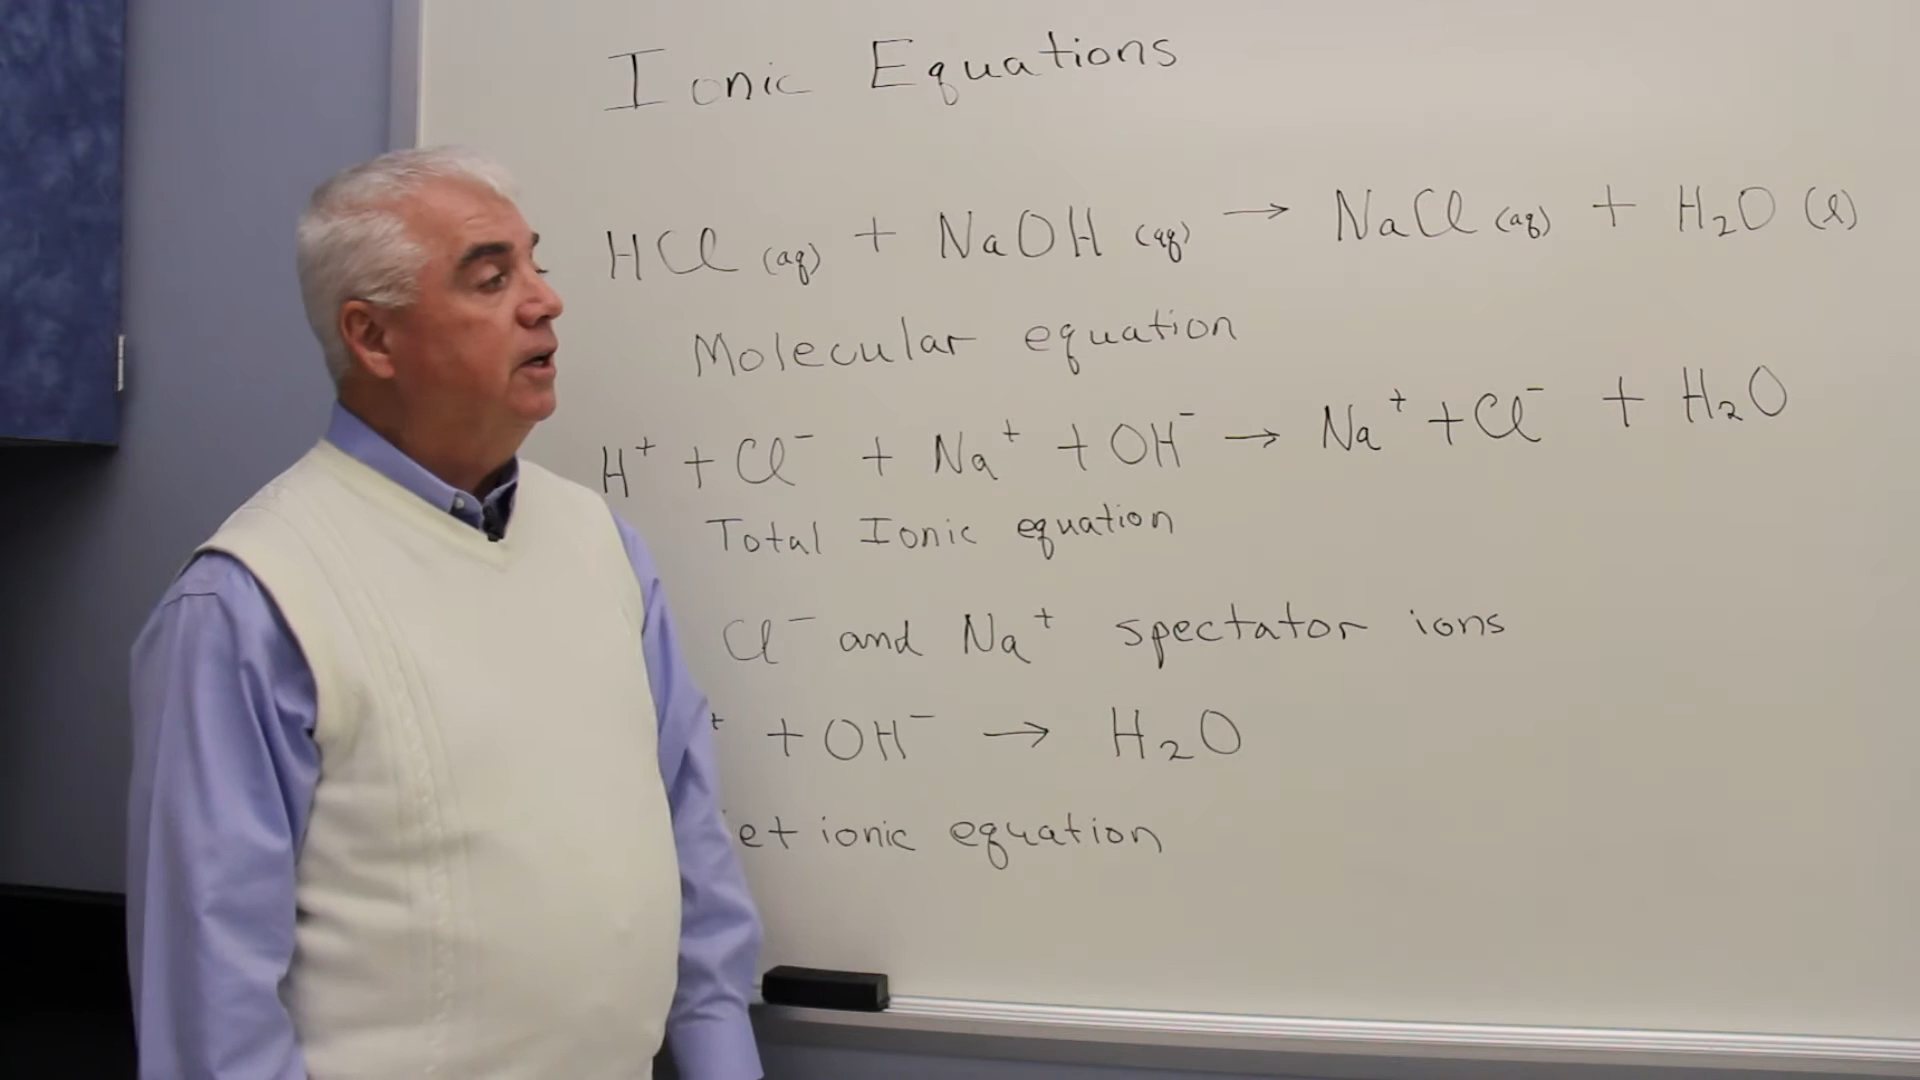 Ionic Equations
HCl (aq) + NaOH (aq) → NaCl (aq) + H₂O (l)
Molecular equation
H⁺ + Cl⁻ + Na⁺ + OH⁻ → Na⁺ + Cl⁻ + H₂O
Total Ionic equation
Cl⁻ and Na⁺ spectator ions
⁺ + OH⁻ → H₂O
et ionic equation